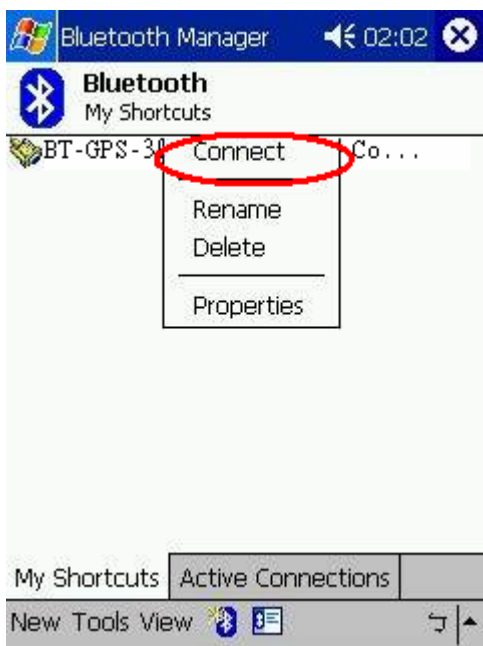 Bluetooth Manager 02:02
Bluetooth
My Shortcuts
BT-GPS-3 Co...
Connect
Rename
Delete
Properties
My Shortcuts Active Connections
New Tools View